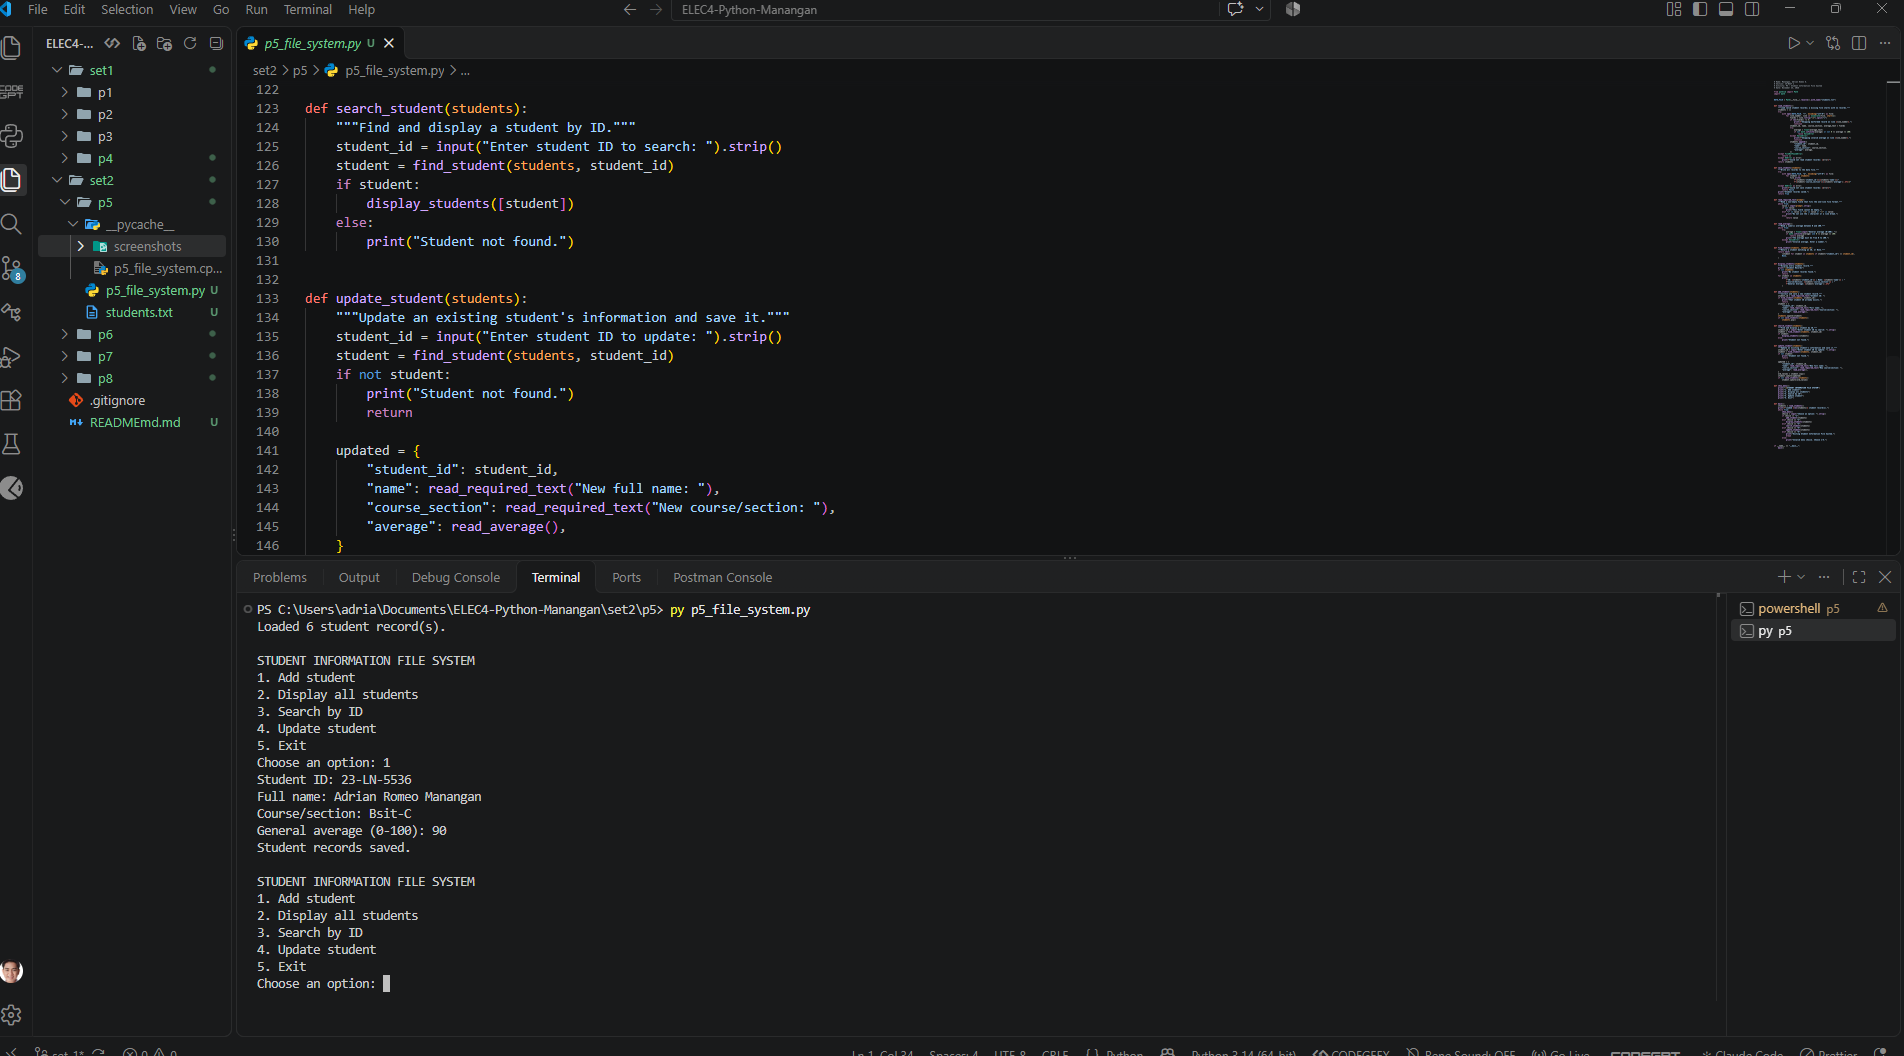 File Edit Selection View Go Run Terminal Help
ELEC4-Python-Manangan
ELEC4-...
set1
p1
p2
p3
p4
set2
p5
__pycache__
screenshots
p5_file_system.cp...
p5_file_system.py U
students.txt U
p6
p7
p8
.gitignore
READMEmd.md U
8
p5_file_system.py U
set2 > p5 > p5_file_system.py > ...
122
123 def search_student(students):
124 """Find and display a student by ID."""
125 student_id = input("Enter student ID to search: ").strip()
126 student = find_student(students, student_id)
127 if student:
128 display_students([student])
129 else:
130 print("Student not found.")
131
132
133 def update_student(students):
134 """Update an existing student's information and save it."""
135 student_id = input("Enter student ID to update: ").strip()
136 student = find_student(students, student_id)
137 if not student:
138 print("Student not found.")
139 return
140
141 updated = {
142 "student_id": student_id,
143 "name": read_required_text("New full name: "),
144 "course_section": read_required_text("New course/section: "),
145 "average": read_average(),
146 }
Problems Output Debug Console Terminal Ports Postman Console
PS C:\Users\adria\Documents\ELEC4-Python-Manangan\set2\p5> py p5_file_system.py
Loaded 6 student record(s).
STUDENT INFORMATION FILE SYSTEM
1. Add student
2. Display all students
3. Search by ID
4. Update student
5. Exit
Choose an option: 1
Student ID: 23-LN-5536
Full name: Adrian Romeo Manangan
Course/section: Bsit-C
General average (0-100): 90
Student records saved.
STUDENT INFORMATION FILE SYSTEM
1. Add student
2. Display all students
3. Search by ID
4. Update student
5. Exit
Choose an option:
powershell p5
py p5